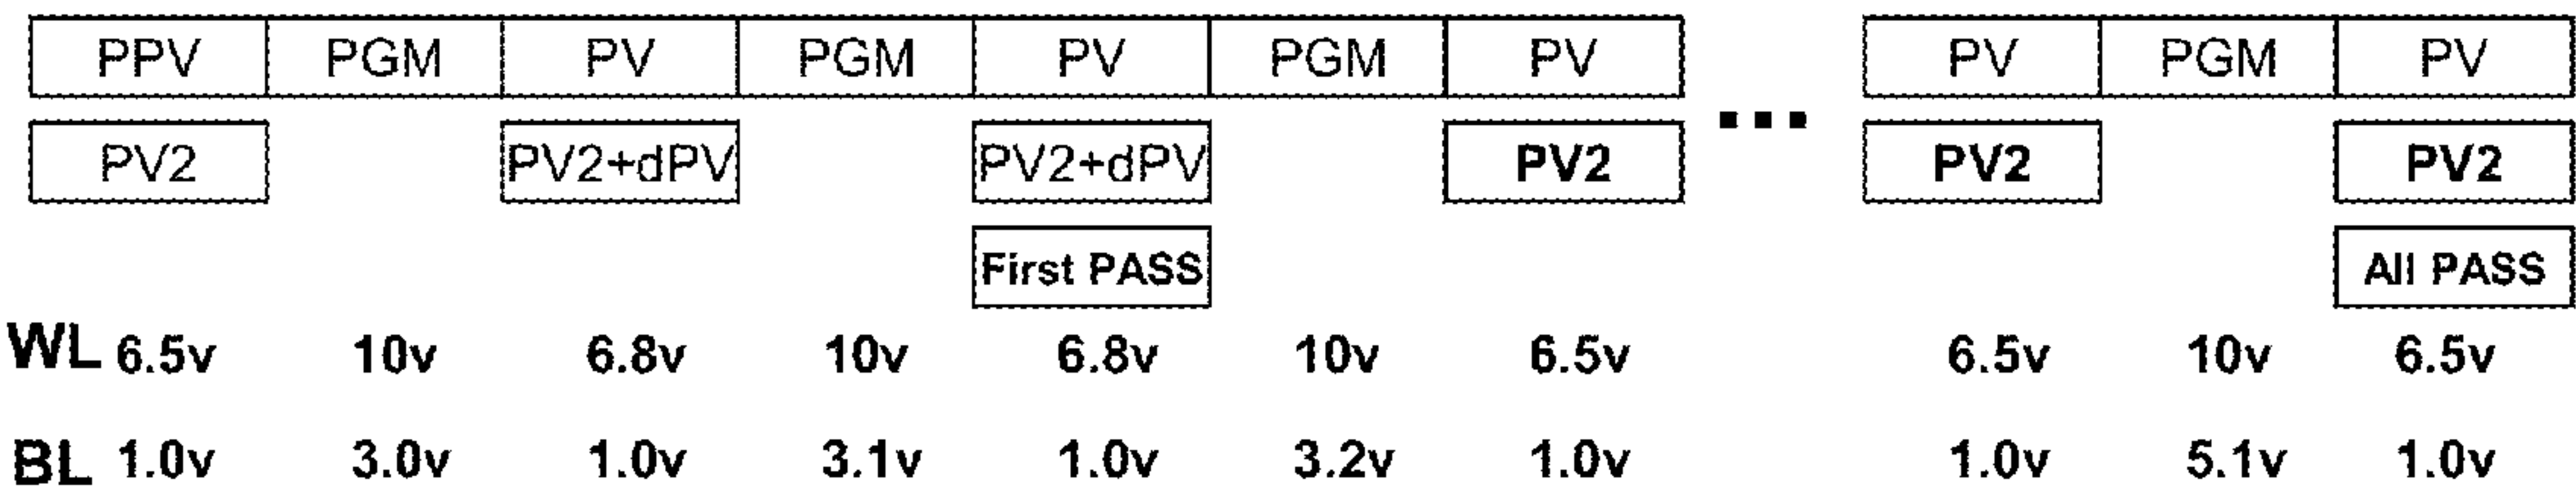 PPV PGM PV PGM PV PGM PV PV PGM PV
PV2 PV2+dPV PV2+dPV PV2 ... PV2 PV2
First PASS All PASS
WL 6.5v 10v 6.8v 10v 6.8v 10v 6.5v 6.5v 10v 6.5v
BL 1.0v 3.0v 1.0v 3.1v 1.0v 3.2v 1.0v 1.0v 5.1v 1.0v